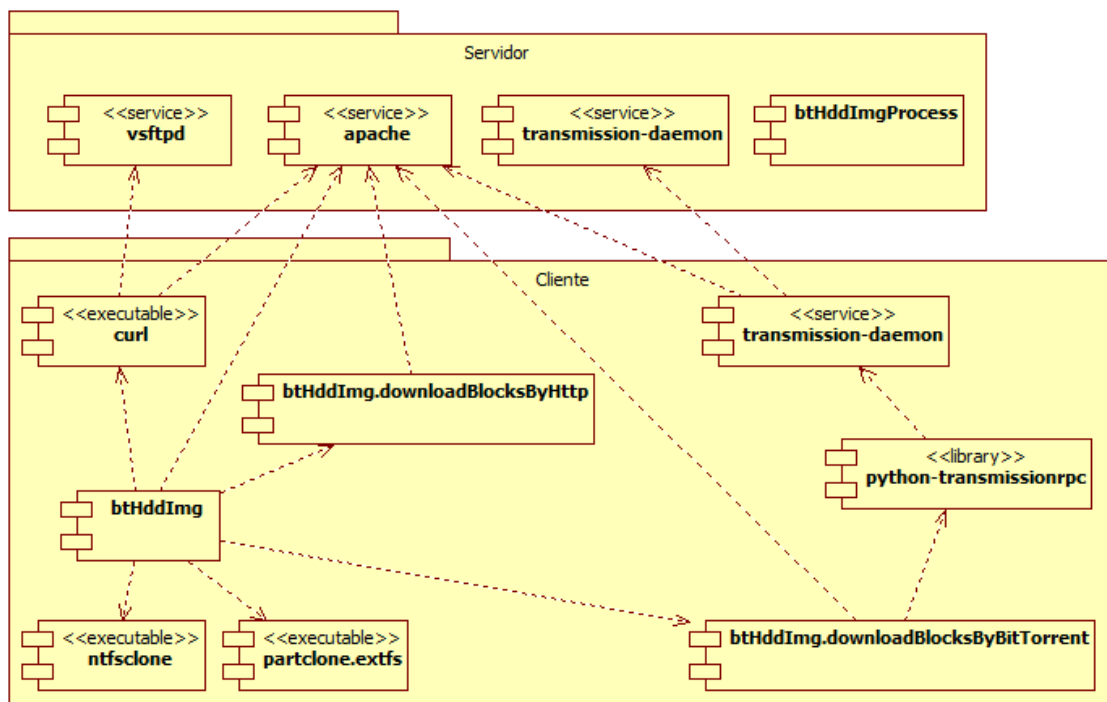 Servidor
<<service>>
vsftpd
<<service>>
apache
<<service>>
transmission-daemon
btHddImgProcess
Cliente
<<executable>>
curl
<<service>>
transmission-daemon
btHddImg.downloadBlocksByHttp
<<library>>
python-transmissionrpc
btHddImg
<<executable>>
ntfsclone
<<executable>>
partclone.extfs
btHddImg.downloadBlocksByBitTorrent